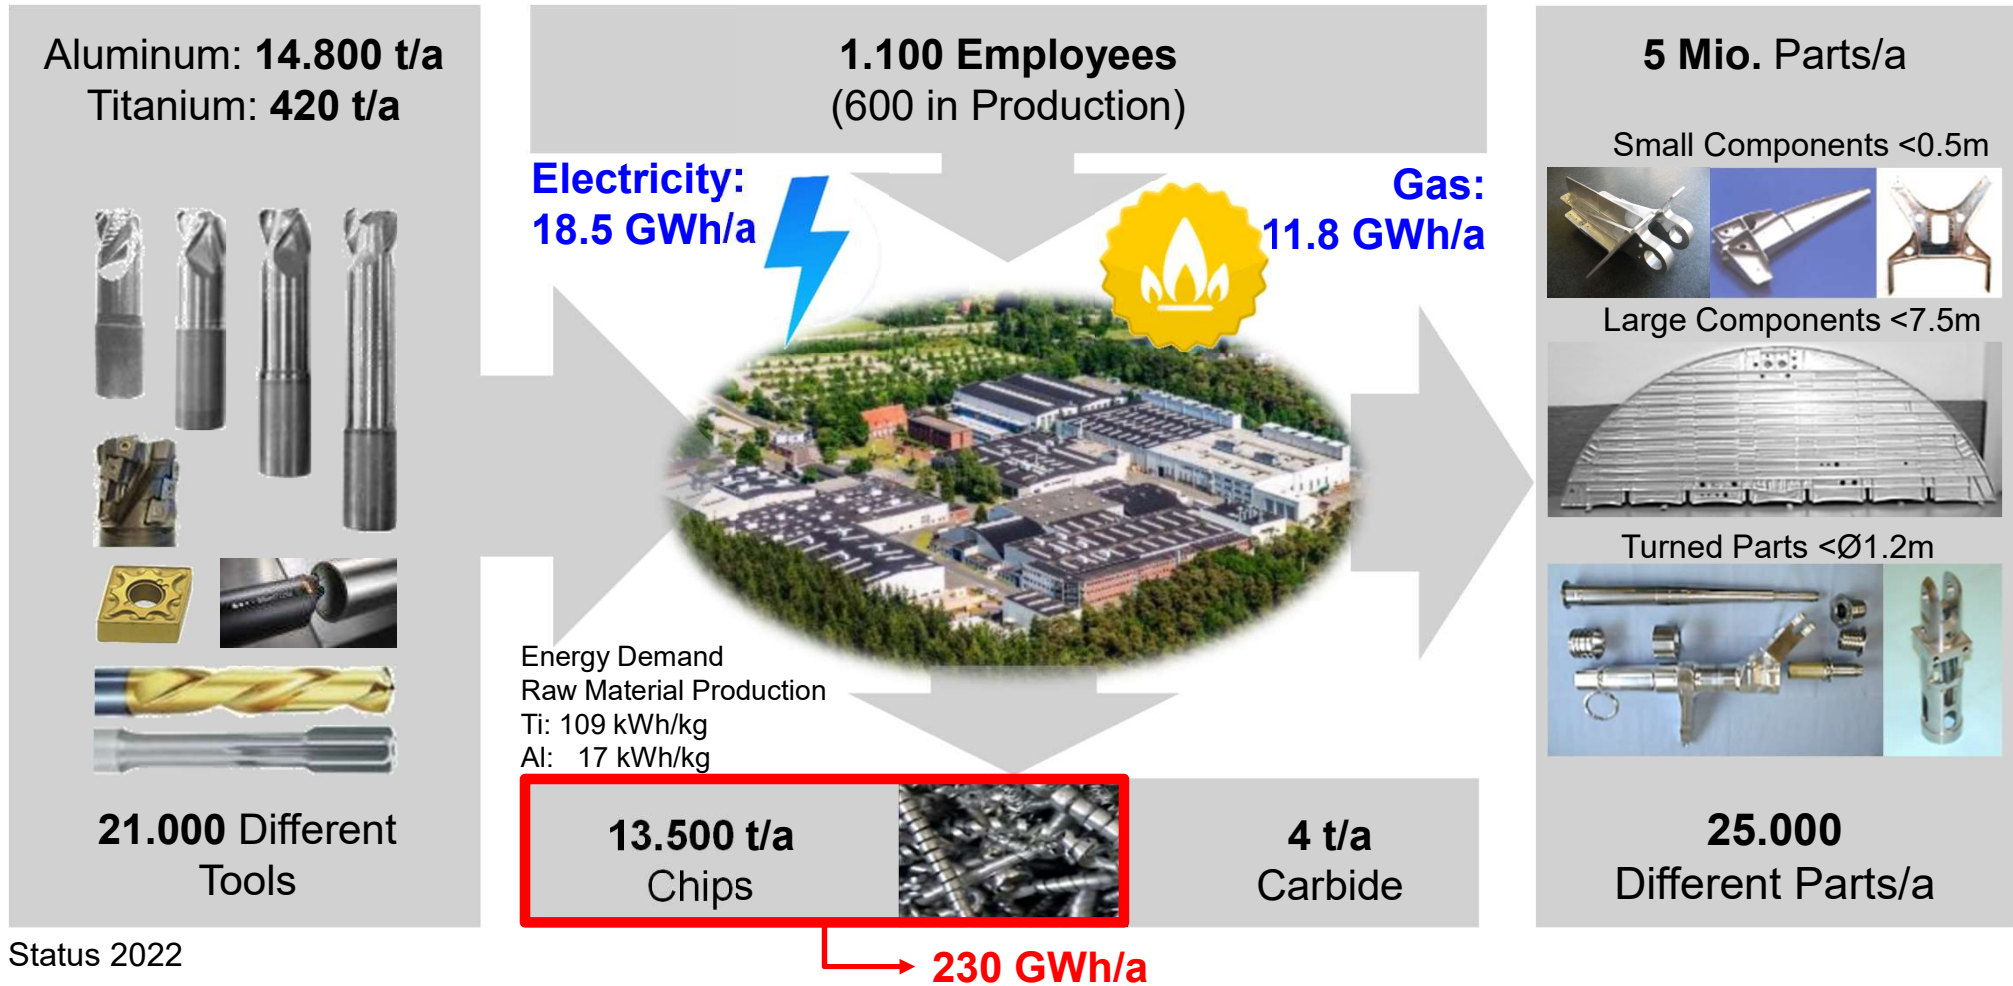 Aluminum: 14.800 t/a
Titanium: 420 t/a
21.000 Different
Tools
Status 2022
1.100 Employees
(600 in Production)
Electricity:
18.5 GWh/a
Gas:
11.8 GWh/a
Energy Demand
Raw Material Production
Ti: 109 kWh/kg
Al: 17 kWh/kg
13.500 t/a
Chips
4 t/a
Carbide
230 GWh/a
5 Mio. Parts/a
Small Components <0.5m
Large Components <7.5m
Turned Parts <Ø1.2m
25.000
Different Parts/a